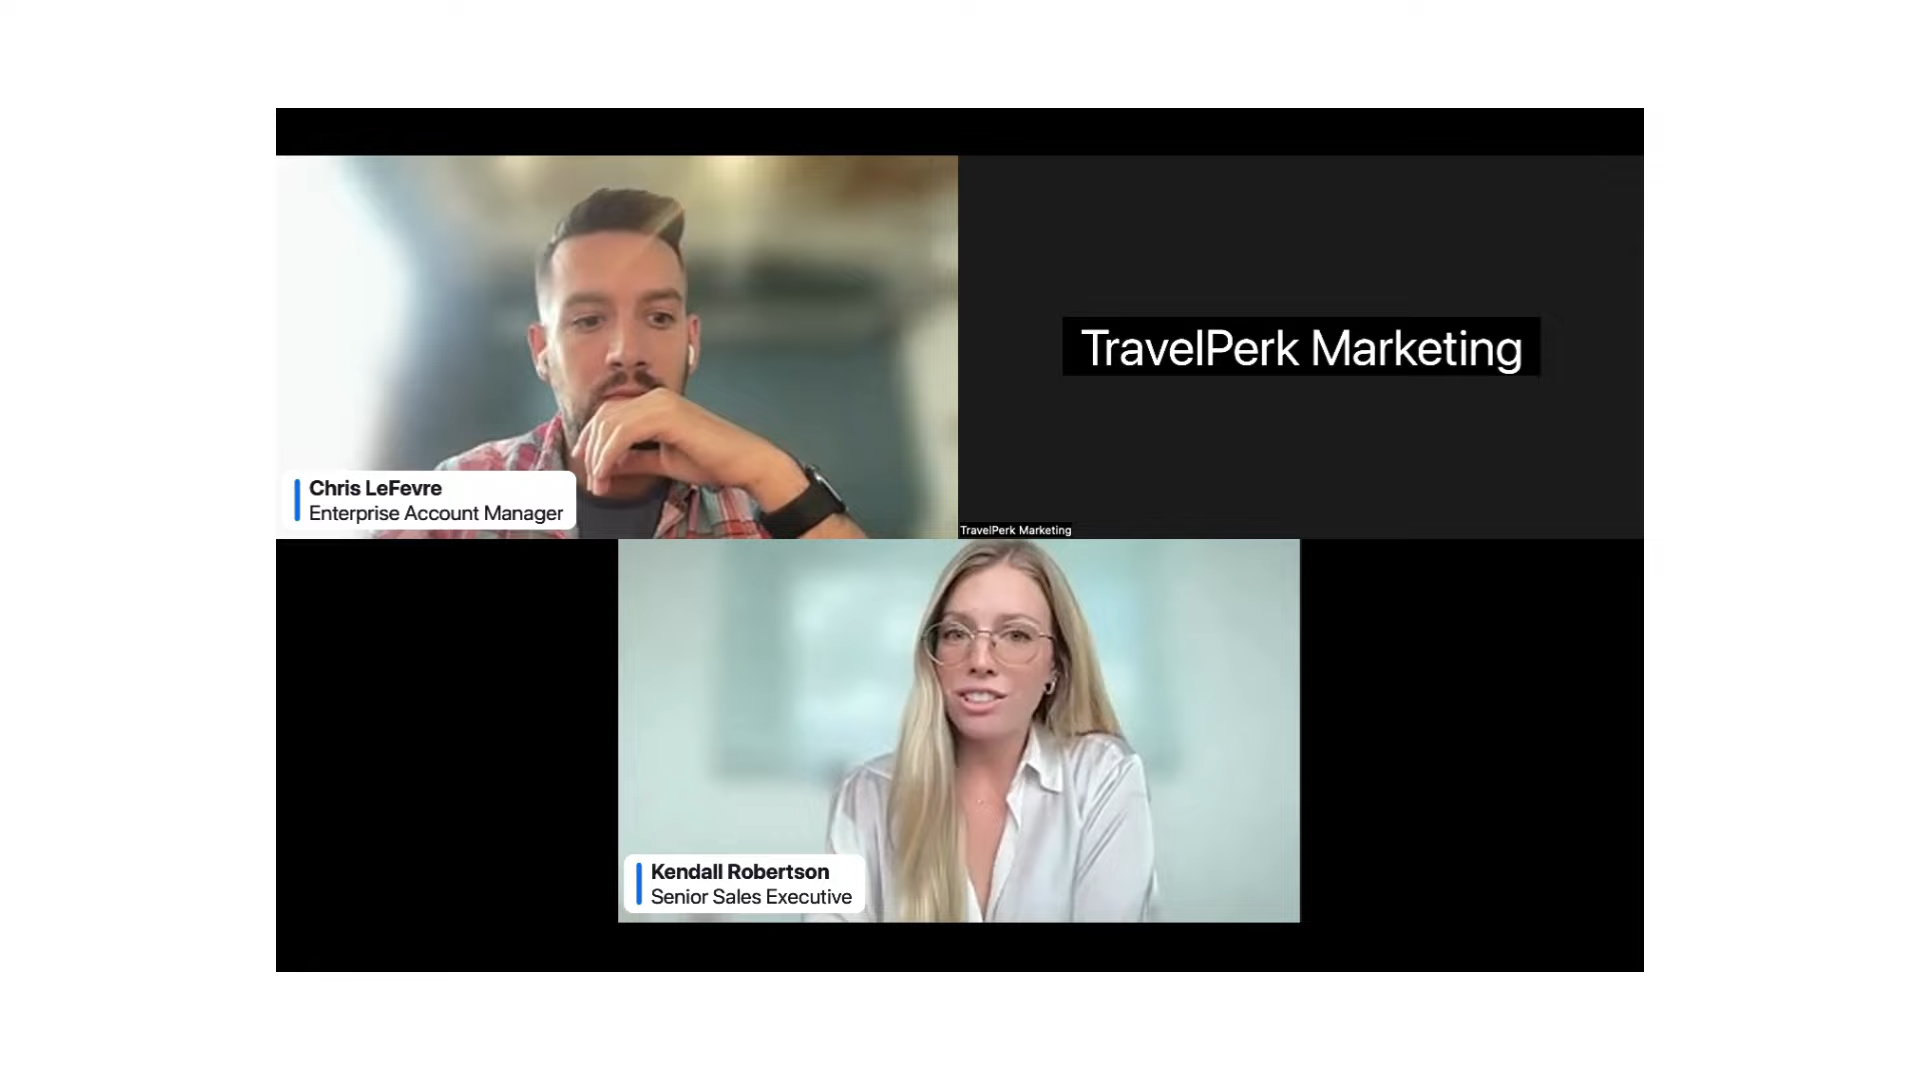 TravelPerk Marketing
Chris LeFevre
Enterprise Account Manager
TravelPerk Marketing
Kendall Robertson
Senior Sales Executive